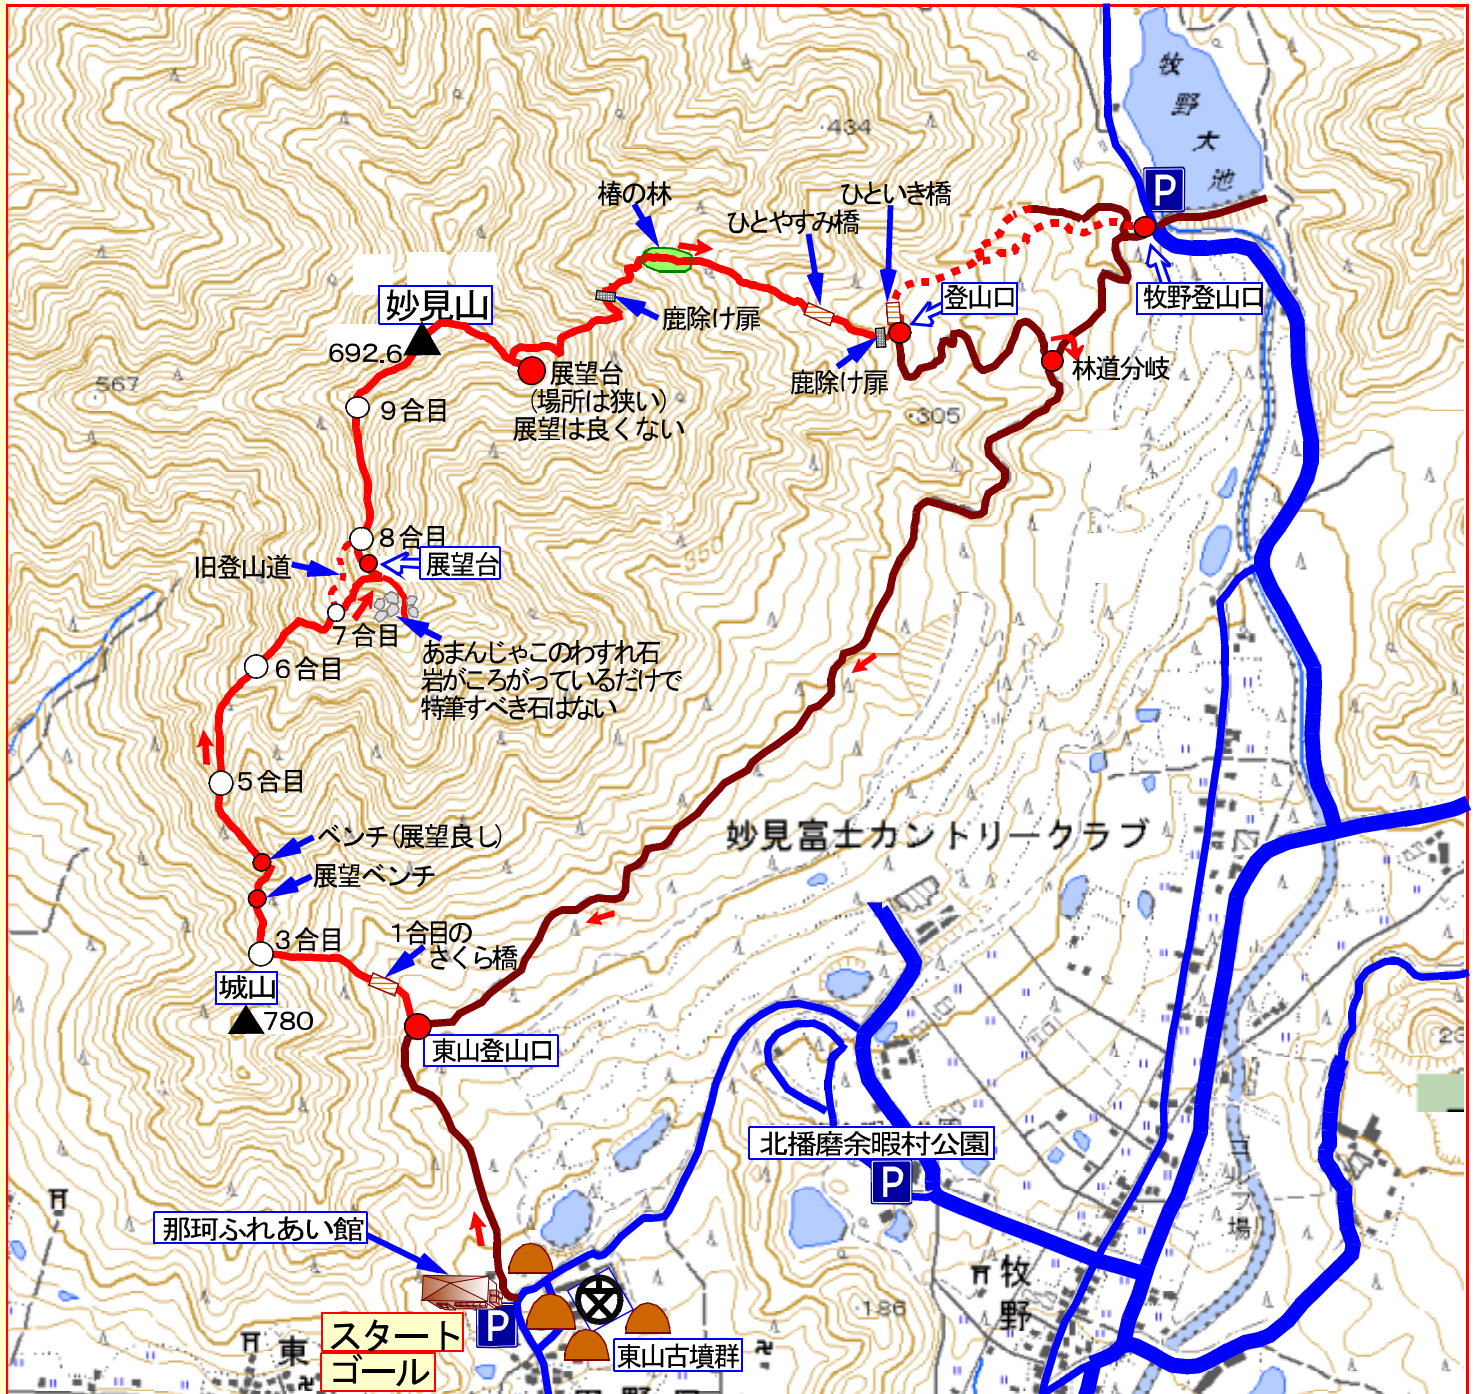 牧野大池
P
・434
椿の林
ひといき橋
ひとやすみ橋
登山口
牧野登山口
妙見山
鹿除け扉
692.6
鹿除け扉
林道分岐
展望台
(場所は狭い)
展望は良くない
・567
9合目
・305
8合目
展望台
旧登山道
350
7合目
あまんじゃこのわすれ石
岩がころがっているだけで
特筆すべき石はない
6合目
5合目
ベンチ(展望良し)
妙見富士カントリークラブ
展望ベンチ
3合目
1合目の
さくら橋
城山
780
東山登山口
北播磨余暇村公園
P
ゴルフ場
那珂ふれあい館
牧野
・186
スタート
P
ゴール
東山古墳群
東